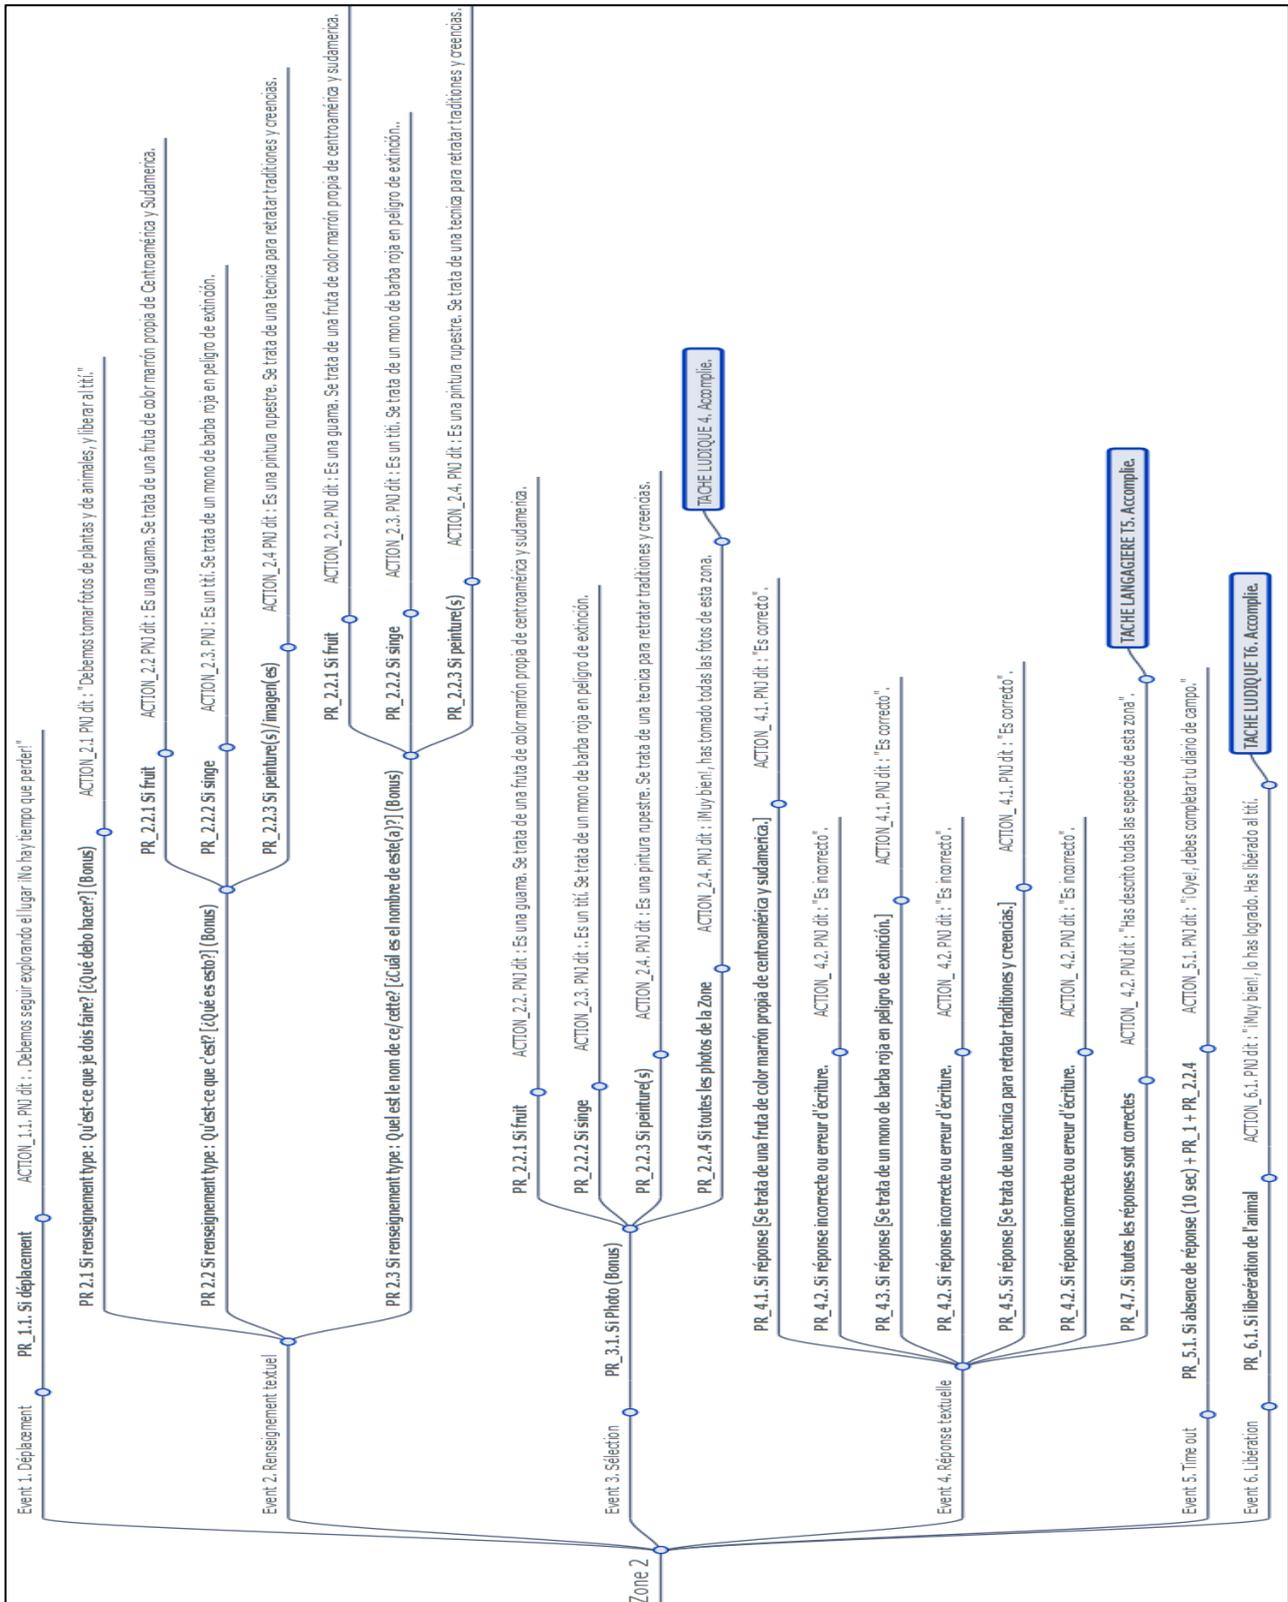 Zone 2
Event 1. Déplacement
PR_1.1. Si déplacement
ACTION_1.1. PNJ dit : . Debemos seguir explorando el lugar ¡No hay tiempo que perder!"
Event 2. Renseignement textuel
PR 2.1 Si renseignement type : Qu'est-ce que je dois faire? [¿Qué debo hacer?] (Bonus)
ACTION_2.1 PNJ dit : "Debemos tomar fotos de plantas y de animales, y liberar al tití."
PR 2.2 Si renseignement type : Qu'est-ce que c'est? [¿Qué es esto?] (Bonus)
PR_2.2.1 Si fruit
ACTION_2.2 PNJ dit : Es una guama. Se trata de una fruta de color marrón propia de Centroamérica y Sudamerica.
PR_2.2.2 Si singe
ACTION_2.3. PNJ : Es un tití. Se trata de un mono de barba roja en peligro de extinción.
PR_2.2.3 Si peinture(s)/imagen(es)
ACTION_2.4 PNJ dit : Es una pintura rupestre. Se trata de una tecnica para retratar traditiones y creencias.
PR 2.3 Si renseignement type : Quel est le nom de ce/cette? [¿Cuál es el nombre de este(a)?] (Bonus)
PR_2.2.1 Si fruit
ACTION_2.2. PNJ dit : Es una guama. Se trata de una fruta de color marrón propia de centroamérica y sudamerica.
PR_2.2.2 Si singe
ACTION_2.3. PNJ dit : Es un titi. Se trata de un mono de barba roja en peligro de extinción..
PR_2.2.3 Si peinture(s)
ACTION_2.4. PNJ dit : Es una pintura rupestre. Se trata de una tecnica para retratar traditiones y creencias.
Event 3. Sélection
PR_3.1. Si Photo (Bonus)
PR_2.2.1 Si fruit
ACTION_2.2. PNJ dit : Es una guama. Se trata de una fruta de color marrón propia de centroamérica y sudamerica.
PR_2.2.2 Si singe
ACTION_2.3. PNJ dit : . Es un tití. Se trata de un mono de barba roja en peligro de extinción.
PR_2.2.3 Si peinture(s)
ACTION_2.4. PNJ dit : Es una pintura rupestre. Se trata de una tecnica para retratar traditiones y creencias.
PR_2.2.4 Si toutes les photos de la Zone
ACTION_2.4. PNJ dit : ¡Muy bien!, has tomado todas las fotos de esta zona.
TACHE LUDIQUE 4. Accomplie.
Event 4. Réponse textuelle
PR_4.1. Si réponse [Se trata de una fruta de color marrón propia de centroamérica y sudamerica.]
ACTION_ 4.1. PNJ dit : "Es correcto".
PR_4.2. Si réponse incorrecte ou erreur d'écriture.
ACTION_ 4.2. PNJ dit : "Es incorrecto".
PR_4.3. Si réponse [Se trata de un mono de barba roja en peligro de extinción.]
ACTION_ 4.1. PNJ dit : "Es correcto".
PR_4.2. Si réponse incorrecte ou erreur d'écriture.
ACTION_ 4.2. PNJ dit : "Es incorrecto".
PR_4.5. Si réponse [Se trata de una tecnica para retratar traditiones y creencias.]
ACTION_ 4.1. PNJ dit : "Es correcto".
PR_4.2. Si réponse incorrecte ou erreur d'écriture.
ACTION_ 4.2. PNJ dit : "Es incorrecto".
PR_4.7. Si toutes les réponses sont correctes
ACTION_ 4.2. PNJ dit : "Has descrito todas las especies de esta zona".
TACHE LANGAGIERE T5. Accomplie.
Event 5. Time out
PR_5.1. Si absence de réponse (10 sec) + PR_1 + PR_2.2.4
ACTION_5.1. PNJ dit : "¡Oye!, debes completar tu diario de campo."
Event 6. Libération
PR_6.1. Si liberération de l'animal
ACTION_6.1. PNJ dit : "¡Muy bien!, lo has logrado. Has libérado al tití.
TACHE LUDIQUE T6. Accomplie.